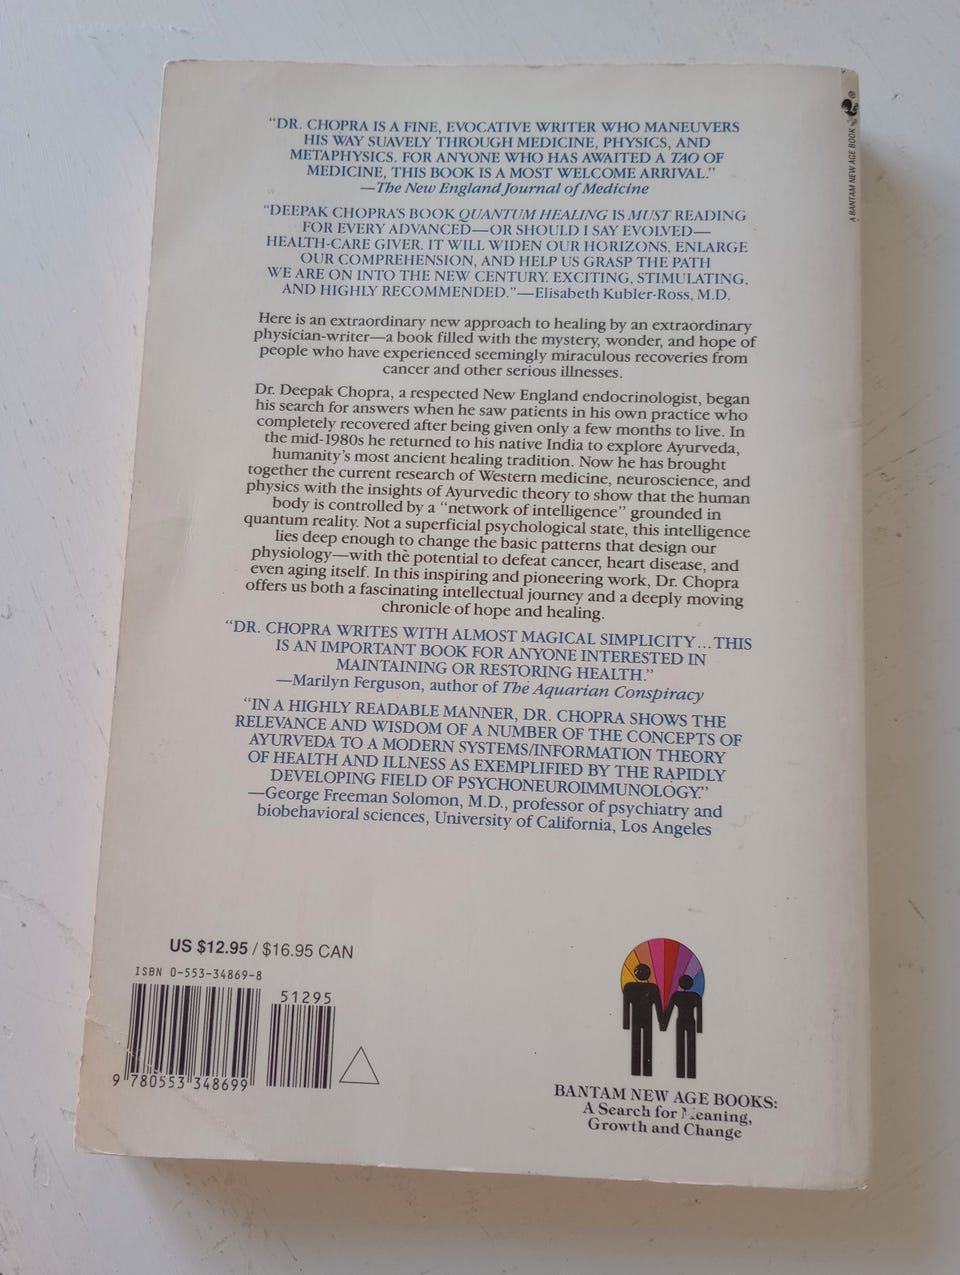 "DR. CHOPRA IS A FINE, EVOCATIVE WRITER WHO MANEUVERS
HIS WAY SUAVELY THROUGH MEDICINE, PHYSICS, AND
METAPHYSICS. FOR ANYONE WHO HAS AWAITED A TAO OF
MEDICINE, THIS BOOK IS A MOST WELCOME ARRIVAL."
—The New England Journal of Medicine
"DEEPAK CHOPRA'S BOOK QUANTUM HEALING IS MUST READING
FOR EVERY ADVANCED—OR SHOULD I SAY EVOLVED—
HEALTH-CARE GIVER. IT WILL WIDEN OUR HORIZONS, ENLARGE
OUR COMPREHENSION, AND HELP US GRASP THE PATH
WE ARE ON INTO THE NEW CENTURY. EXCITING, STIMULATING,
AND HIGHLY RECOMMENDED."—Elisabeth Kubler-Ross, M.D.
Here is an extraordinary new approach to healing by an extraordinary
physician-writer—a book filled with the mystery, wonder, and hope of
people who have experienced seemingly miraculous recoveries from
cancer and other serious illnesses.
Dr. Deepak Chopra, a respected New England endocrinologist, began
his search for answers when he saw patients in his own practice who
completely recovered after being given only a few months to live. In
the mid-1980s he returned to his native India to explore Ayurveda,
humanity's most ancient healing tradition. Now he has brought
together the current research of Western medicine, neuroscience, and
physics with the insights of Ayurvedic theory to show that the human
body is controlled by a "network of intelligence" grounded in
quantum reality. Not a superficial psychological state, this intelligence
lies deep enough to change the basic patterns that design our
physiology—with the potential to defeat cancer, heart disease, and
even aging itself. In this inspiring and pioneering work, Dr. Chopra
offers us both a fascinating intellectual journey and a deeply moving
chronicle of hope and healing.
"DR. CHOPRA WRITES WITH ALMOST MAGICAL SIMPLICITY...THIS
IS AN IMPORTANT BOOK FOR ANYONE INTERESTED IN
MAINTAINING OR RESTORING HEALTH."
—Marilyn Ferguson, author of The Aquarian Conspiracy
"IN A HIGHLY READABLE MANNER, DR. CHOPRA SHOWS THE
RELEVANCE AND WISDOM OF A NUMBER OF THE CONCEPTS OF
AYURVEDA TO A MODERN SYSTEMS/INFORMATION THEORY
OF HEALTH AND ILLNESS AS EXEMPLIFIED BY THE RAPIDLY
DEVELOPING FIELD OF PSYCHONEUROIMMUNOLOGY."
—George Freeman Solomon, M.D., professor of psychiatry and
biobehavioral sciences, University of California, Los Angeles
US $12.95 / $16.95 CAN
ISBN 0-553-34869-8
51295
9 780553 348699
BANTAM NEW AGE BOOKS:
A Search for Meaning,
Growth and Change
A BANTAM NEW AGE BOOK